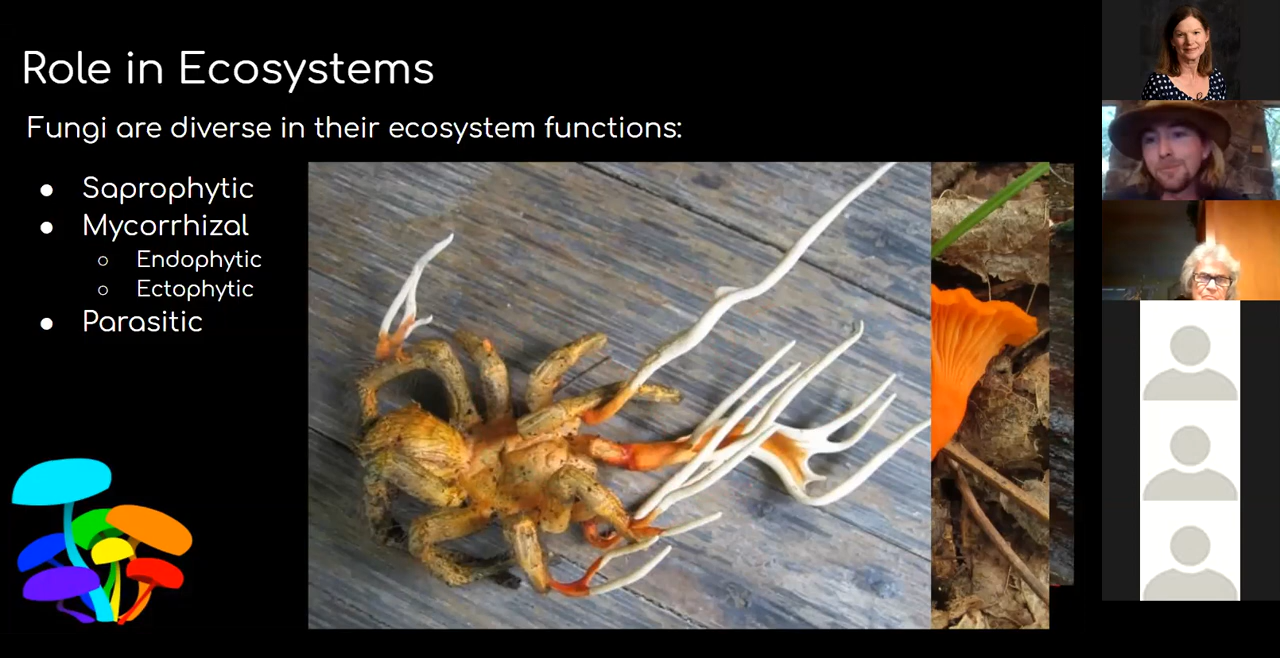 Role in Ecosystems
Fungi are diverse in their ecosystem functions:
● Saprophytic
● Mycorrhizal
○ Endophytic
○ Ectophytic
● Parasitic